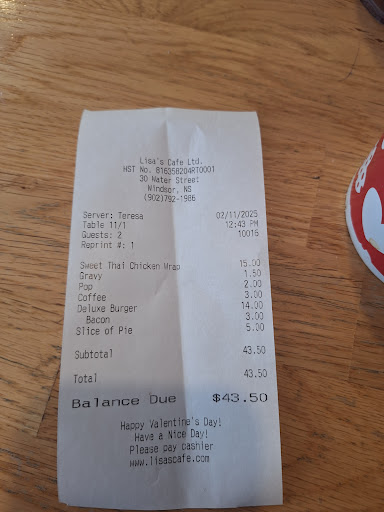 Lisa's Cafe Ltd.
HST No. 816358204RT0001
30 Water Street
Windsor, NS
(902)792-1986
Server: Teresa 02/11/2025
Table 11/1 12:43 PM
Guests: 2 10016
Reprint #: 1
Sweet Thai Chicken Wrap 15.00
Gravy 1.50
Pop 2.00
Coffee 3.00
Deluxe Burger 14.00
Bacon 3.00
Slice of Pie 5.00
Subtotal 43.50
Total 43.50
Balance Due $43.50
Happy Valentine's Day!
Have a Nice Day!
Please pay cashier
www.lisascafe.com